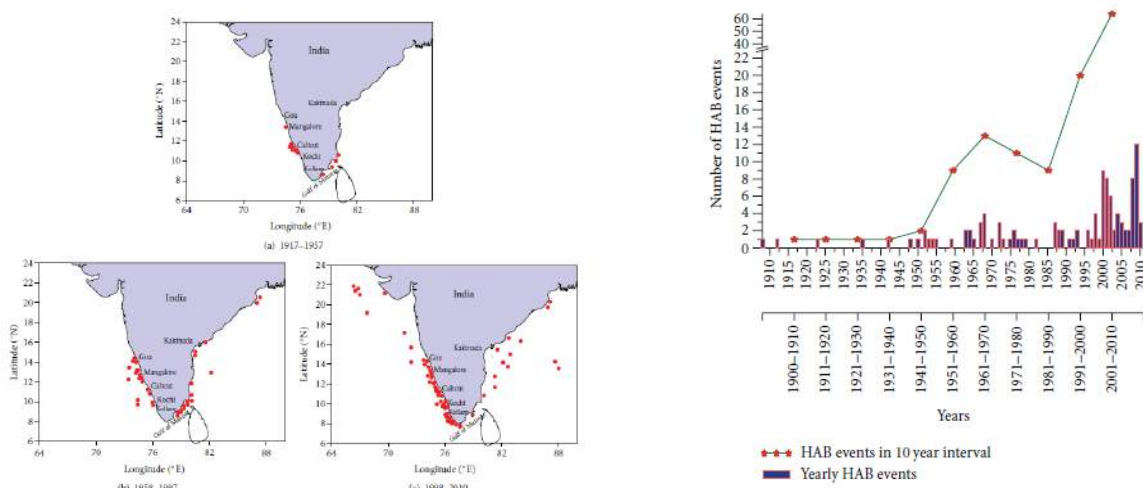 24
22
20
18
16
14
12
10
8
6
Latitude (°N)
India
Kakinada
Goa
Mangalore
Calicut
Kochi
Kollam
Gulf of Mannar
64 70 76 82 88
Longitude (°E)
(a) 1917–1957
24
22
20
18
16
14
12
10
8
6
Latitude (°N)
India
Kakinada
Goa
Mangalore
Calicut
Kochi
Kollam
Gulf of Mannar
64 70 76 82 88
Longitude (°E)
(b) 1958–1997
24
22
20
18
16
14
12
10
8
6
Latitude (°N)
India
Kakinada
Goa
Mangalore
Calicut
Kochi
Kollam
Gulf of Mannar
64 70 76 82 88
Longitude (°E)
(c) 1998–2010
60
50
40
22
20
18
16
14
12
10
8
6
4
2
0
Number of HAB events
1910 1915 1920 1925 1930 1935 1940 1945 1950 1955 1960 1965 1970 1975 1980 1985 1990 1995 2000 2005 2010
1900–1910 1911–1920 1921–1930 1931–1940 1941–1950 1951–1960 1961–1970 1971–1980 1981–1990 1991–2000 2001–2010
Years
HAB events in 10 year interval
Yearly HAB events